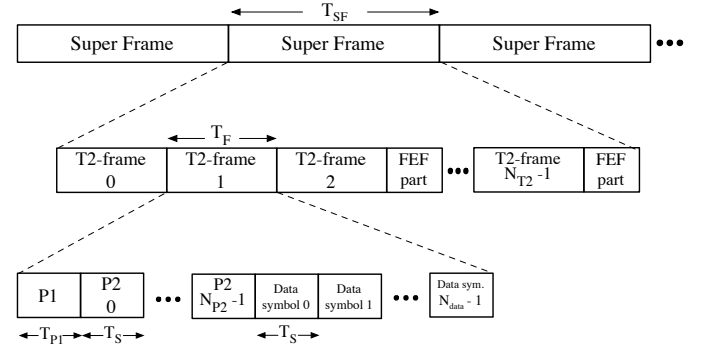 T_SF
Super Frame Super Frame Super Frame •••
T_F
T2-frame 0 T2-frame 1 T2-frame 2 FEF part ••• T2-frame N_T2 -1 FEF part
P1 P2 0 ••• P2 N_P2 -1 Data symbol 0 Data symbol 1 ••• Data sym. N_data - 1
T_P1 T_S T_S